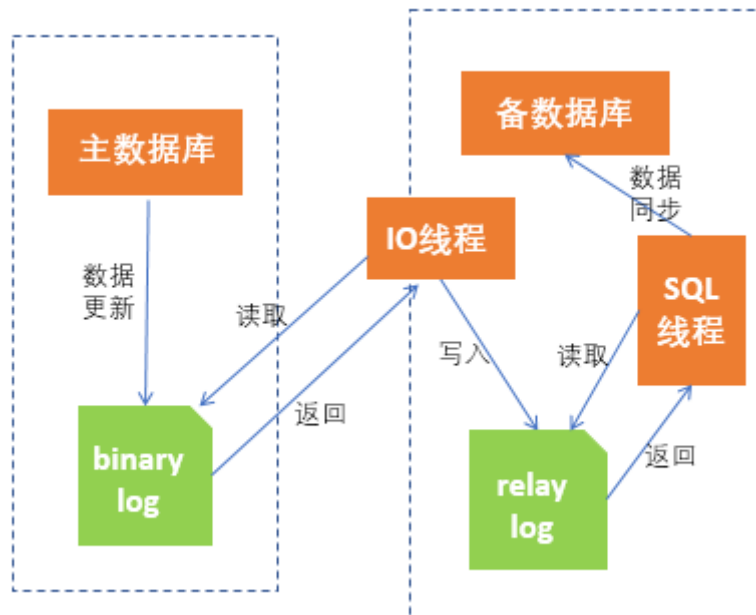 主数据库
数据
更新
binary
log
读取
返回
IO线程
备数据库
数据
同步
SQL
线程
写入
读取
relay
log
返回